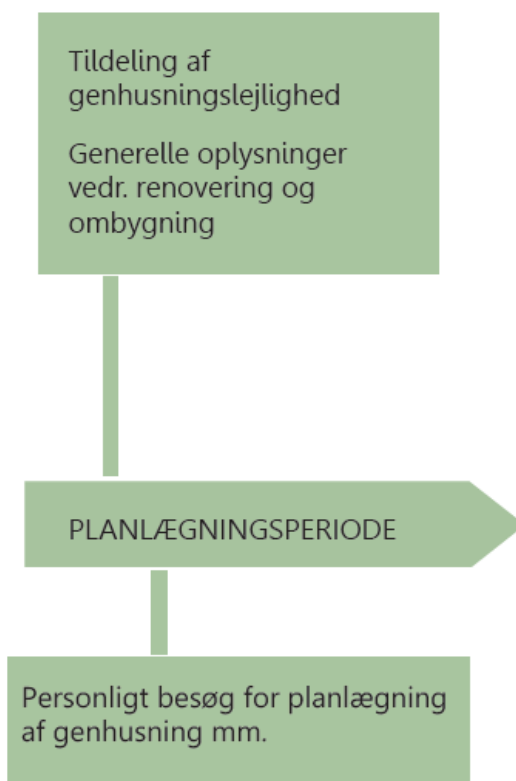 Tildeling af
genhusningslejlighed
Generelle oplysninger
vedr. renovering og
ombygning
PLANLÆGNINGSPERIODE
Personligt besøg for planlægning
af genhusning mm.